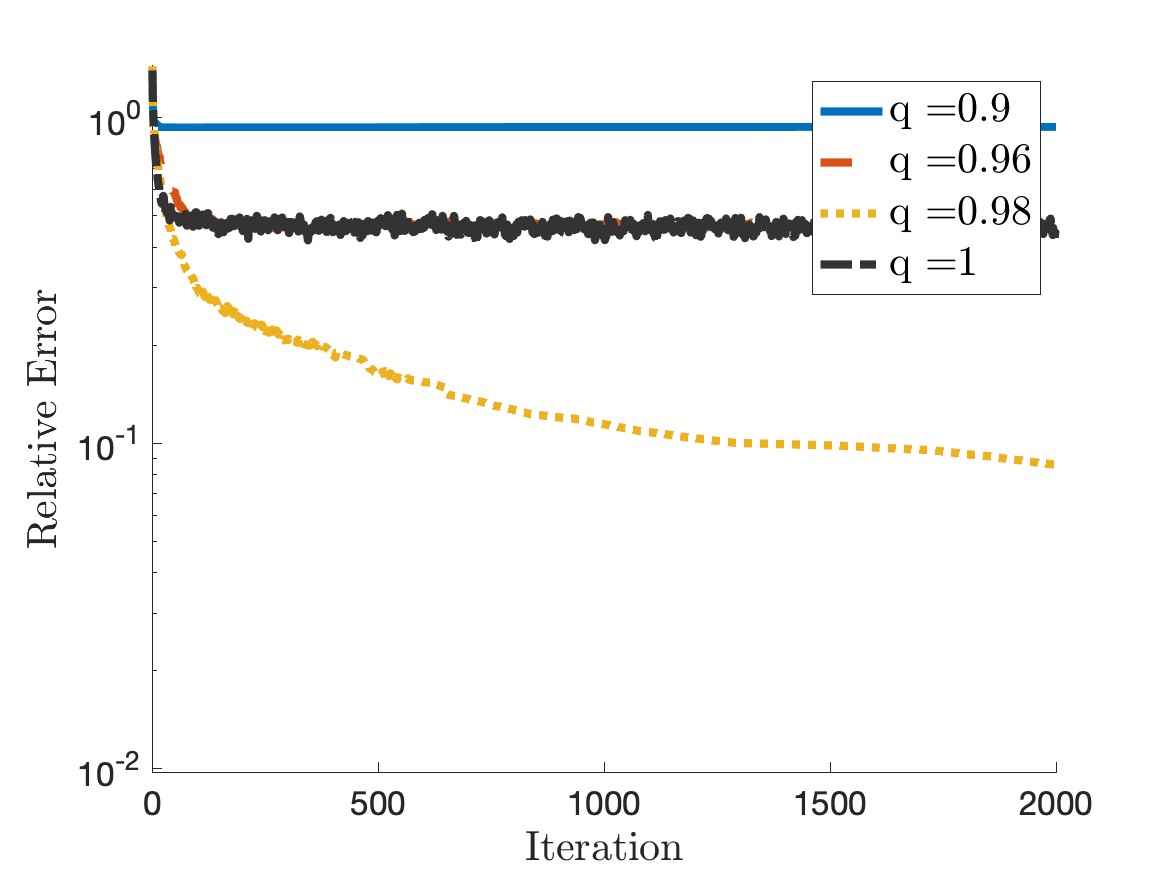 10^0
10^-1
10^-2
Relative Error
0 500 1000 1500 2000
Iteration
q =0.9
q =0.96
q =0.98
q =1